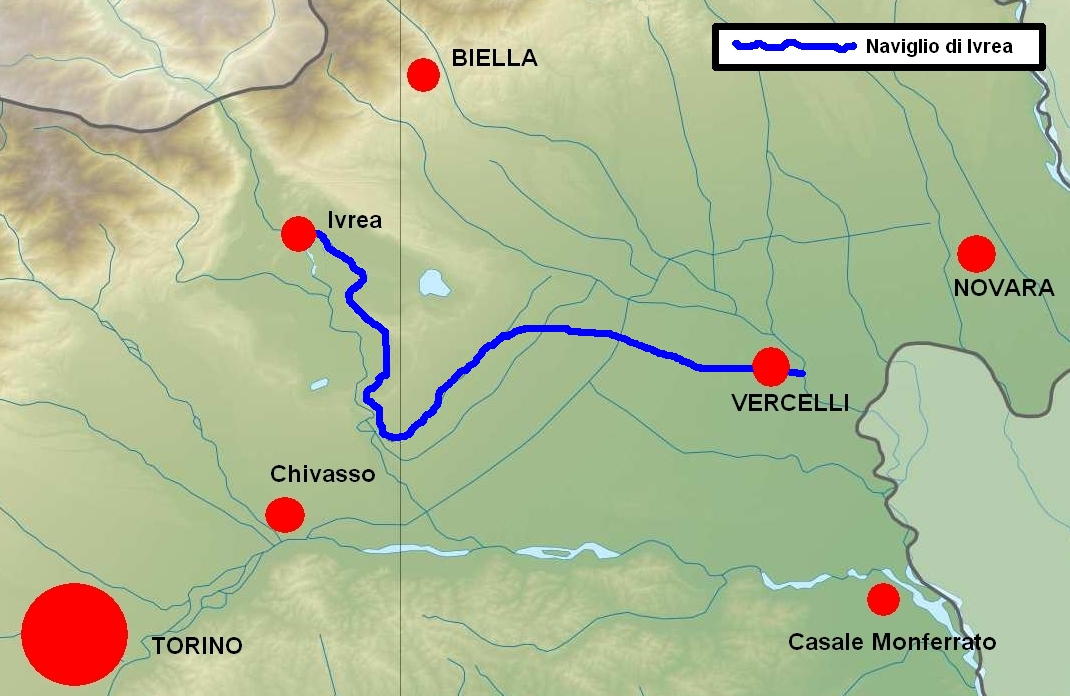 Naviglio di Ivrea
BIELLA
Ivrea
NOVARA
VERCELLI
Chivasso
TORINO
Casale Monferrato